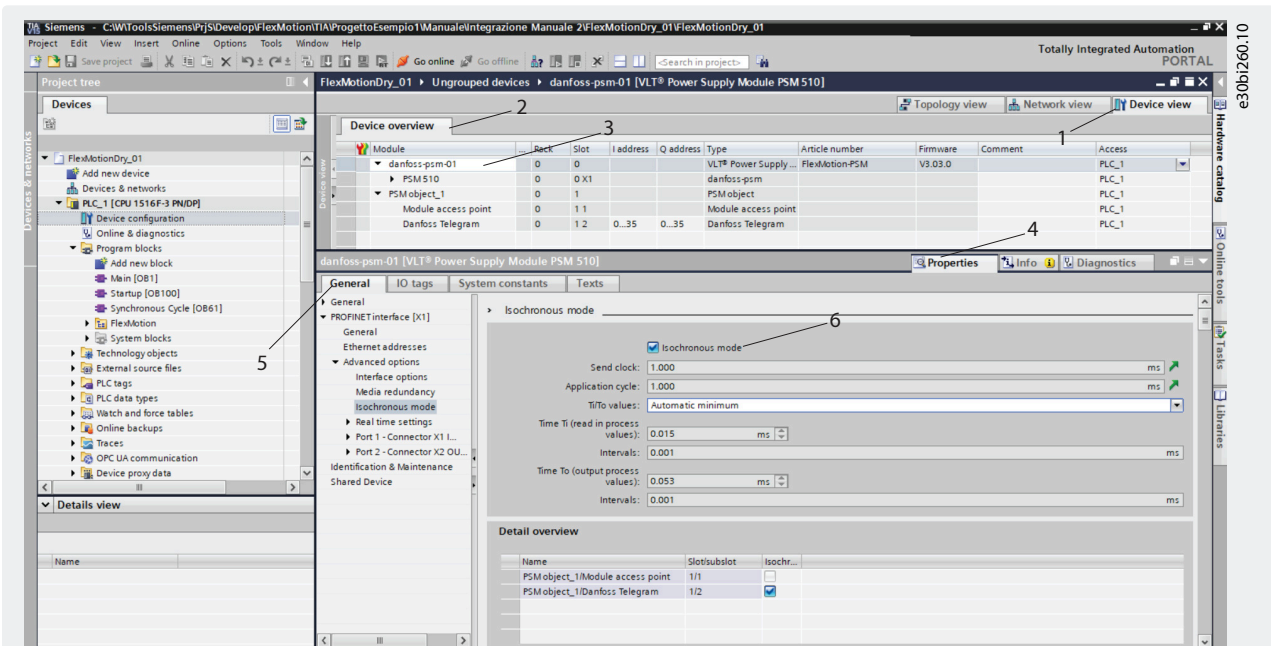 Siemens - C:\W\ToolsSiemens\PrjS\Develop\FlexMotion\TIA\ProgettoEsempio1\Manuale\Integrazione Manuale 2\FlexMotionDry_01\FlexMotionDry_01
Project Edit View Insert Online Options Tools Window Help
Totally Integrated Automation
PORTAL
Save project
Go online
Go offline
<Search in project>
e30bi260.10
Project tree
FlexMotionDry_01 Ungrouped devices danfoss-psm-01 [VLT® Power Supply Module PSM 510]
Devices
Topology view
Network view
Device view
Devices & networks
FlexMotionDry_01
Add new device
Devices & networks
PLC_1 [CPU 1516F-3 PN/DP]
Device configuration
Online & diagnostics
Program blocks
Add new block
Main [OB1]
Startup [OB100]
Synchronous Cycle [OB61]
FlexMotion
System blocks
Technology objects
External source files
PLC tags
PLC data types
Watch and force tables
Online backups
Traces
OPC UA communication
Device proxy data
Details view
Name
Device overview
Device view
Module ... Rack Slot I address Q address Type Article number Firmware Comment Access
danfoss-psm-01 0 0 VLT® Power Supply ... FlexMotion-PSM V3.03.0 PLC_1
PSM 510 0 0 X1 danfoss-psm PLC_1
PSM object_1 0 1 PSM object PLC_1
Module access point 0 1 1 Module access point PLC_1
Danfoss Telegram 0 1 2 0...35 0...35 Danfoss Telegram PLC_1
1
2
3
4
5
6
danfoss-psm-01 [VLT® Power Supply Module PSM 510]
Properties
Info
Diagnostics
General IO tags System constants Texts
General
PROFINET interface [X1]
General
Ethernet addresses
Advanced options
Interface options
Media redundancy
Isochronous mode
Real time settings
Port 1 - Connector X1 I...
Port 2 - Connector X2 OU...
Identification & Maintenance
Shared Device
Isochronous mode
Isochronous mode
Send clock: 1.000 ms
Application cycle: 1.000 ms
Ti/To values: Automatic minimum
Time Ti (read in process values): 0.015 ms
Intervals: 0.001 ms
Time To (output process values): 0.053 ms
Intervals: 0.001 ms
Detail overview
Name Slot/subslot Isochr...
PSM object_1/Module access point 1/1
PSM object_1/Danfoss Telegram 1/2
Hardware catalog
Online tools
Tasks
Libraries